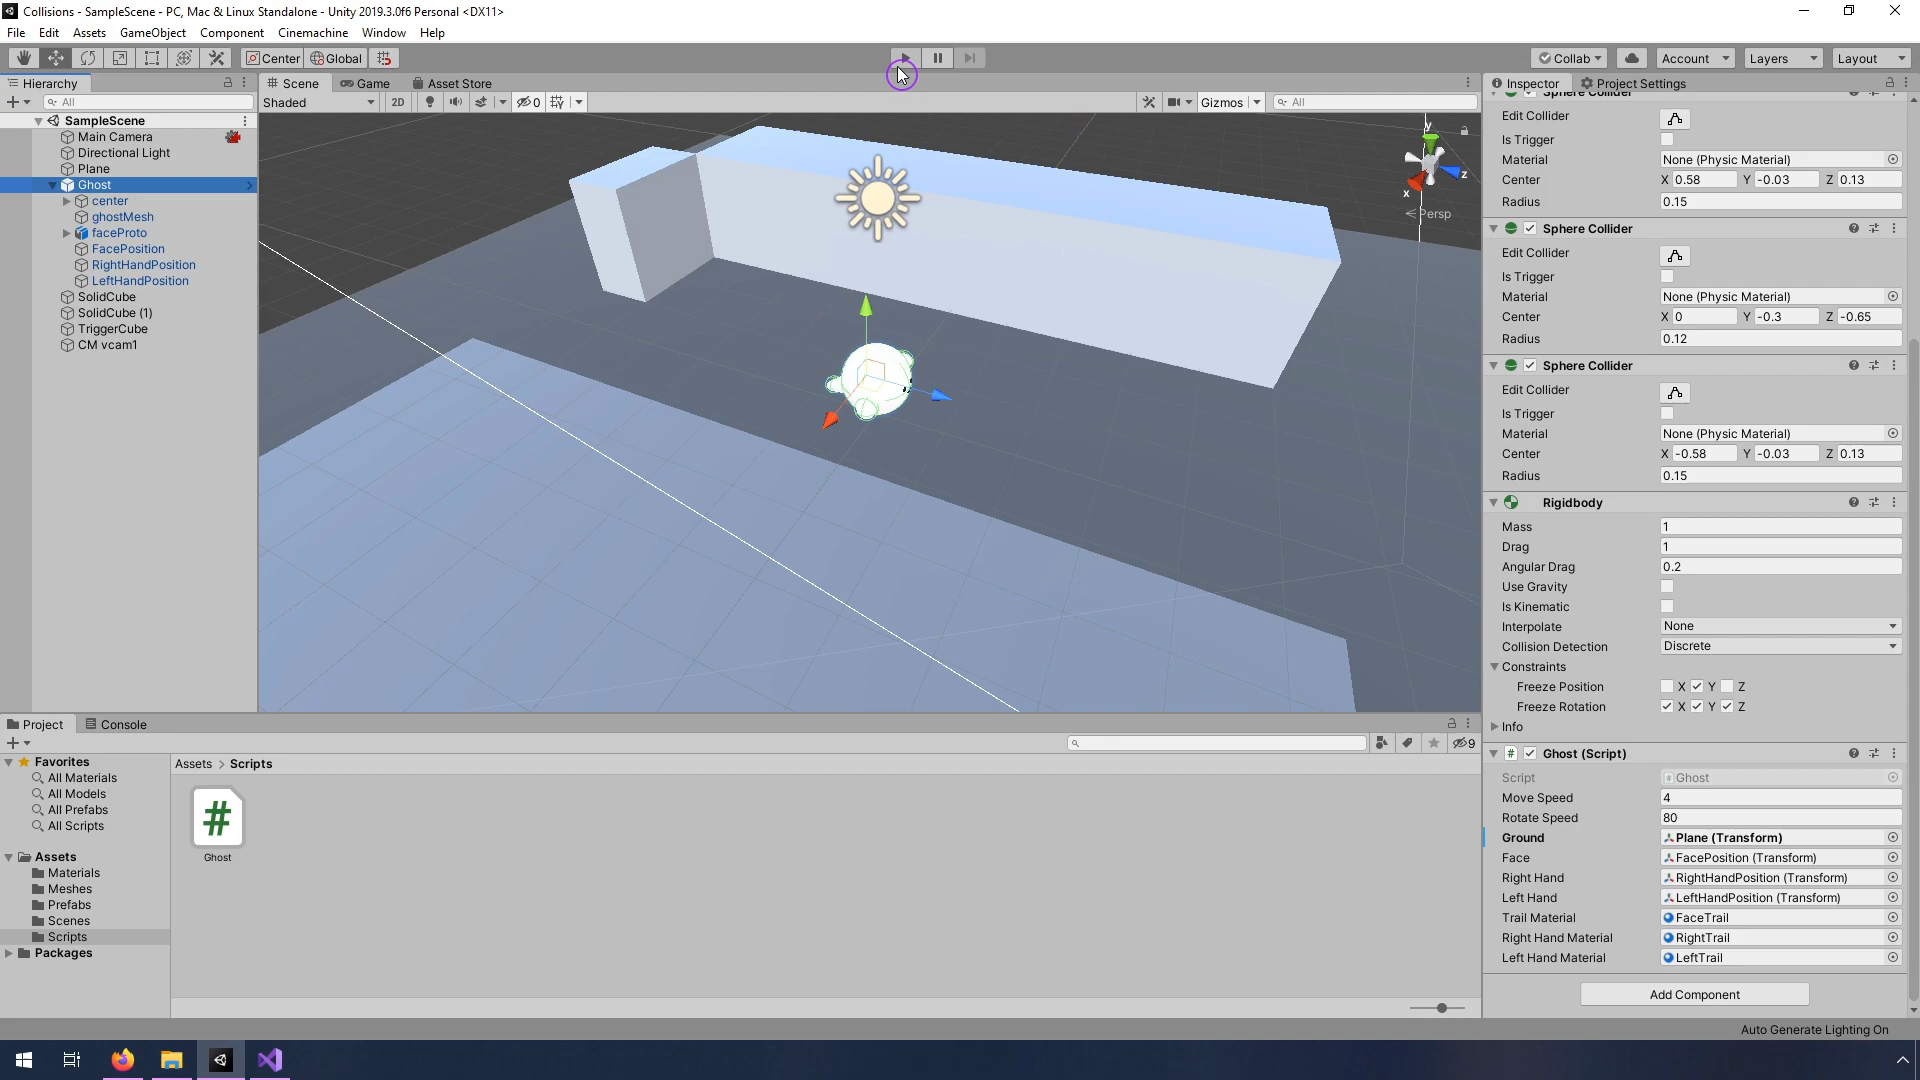 Collisions - SampleScene - PC, Mac & Linux Standalone - Unity 2019.3.0f6 Personal <DX11>
File Edit Assets GameObject Component Cinemachine Window Help
Center Global Collab Account Layers Layout
Hierarchy Scene Game Asset Store Inspector Project Settings
All Shaded 2D 0 Gizmos All
SampleScene
Main Camera
Directional Light
Plane
Ghost
center
ghostMesh
faceProto
FacePosition
RightHandPosition
LeftHandPosition
SolidCube
SolidCube (1)
TriggerCube
CM vcam1
y
x
z
Persp
Sphere Collider
Edit Collider
Is Trigger
Material None (Physic Material)
Center X 0.58 Y -0.03 Z 0.13
Radius 0.15
Sphere Collider
Edit Collider
Is Trigger
Material None (Physic Material)
Center X 0 Y -0.3 Z -0.65
Radius 0.12
Sphere Collider
Edit Collider
Is Trigger
Material None (Physic Material)
Center X -0.58 Y -0.03 Z 0.13
Radius 0.15
Rigidbody
Mass 1
Drag 1
Angular Drag 0.2
Use Gravity
Is Kinematic
Interpolate None
Collision Detection Discrete
Constraints
Freeze Position X Y Z
Freeze Rotation X Y Z
Info
# Ghost (Script)
Script # Ghost
Move Speed 4
Rotate Speed 80
Ground Plane (Transform)
Face FacePosition (Transform)
Right Hand RightHandPosition (Transform)
Left Hand LeftHandPosition (Transform)
Trail Material FaceTrail
Right Hand Material RightTrail
Left Hand Material LeftTrail
Add Component
Project Console
9
Favorites
All Materials
All Models
All Prefabs
All Scripts
Assets
Materials
Meshes
Prefabs
Scenes
Scripts
Packages
Assets > Scripts
#
Ghost
Auto Generate Lighting On